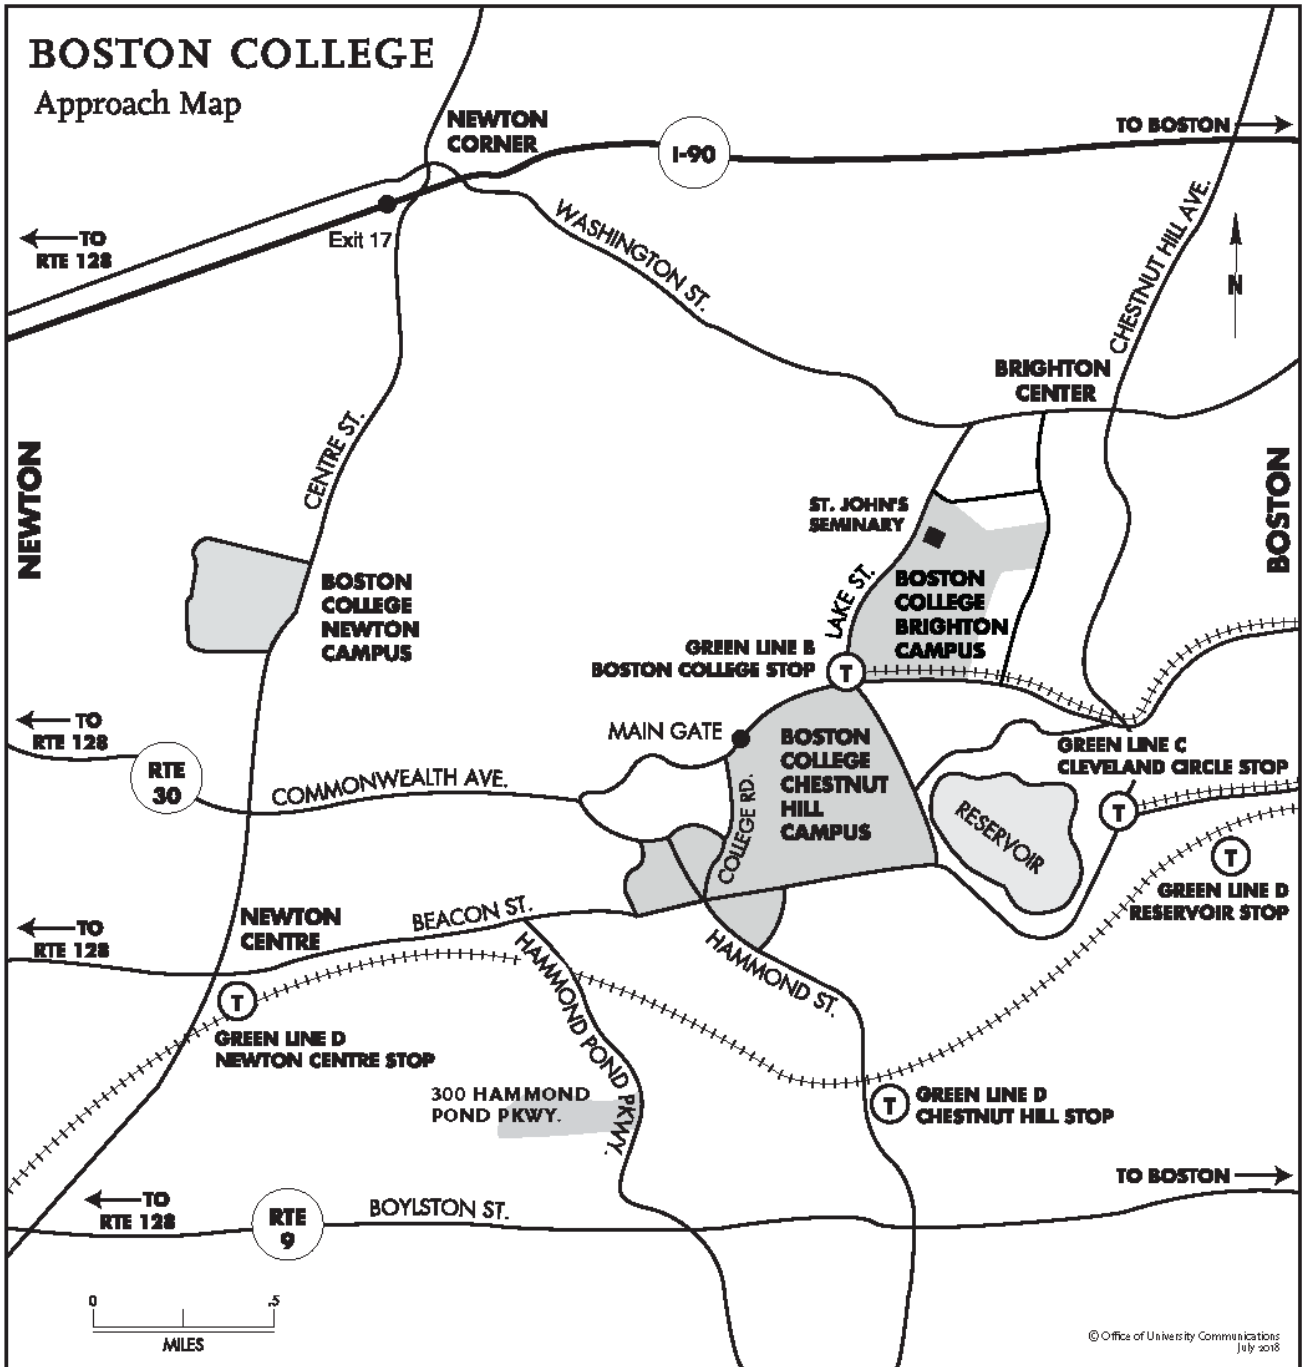 BOSTON COLLEGE
Approach Map
NEWTON
CORNER
I-90
TO BOSTON
TO
RTE 128
Exit 17
WASHINGTON ST.
CHESTNUT HILL AVE.
N
BRIGHTON
CENTER
CENTRE ST.
NEWTON
BOSTON
ST. JOHN'S
SEMINARY
LAKE ST.
BOSTON
COLLEGE
NEWTON
CAMPUS
BOSTON
COLLEGE
BRIGHTON
CAMPUS
GREEN LINE B
BOSTON COLLEGE STOP
T
TO
RTE 128
RTE
30
COMMONWEALTH AVE.
MAIN GATE
BOSTON
COLLEGE
CHESTNUT
HILL
CAMPUS
COLLEGE RD.
GREEN LINE C
CLEVELAND CIRCLE STOP
T
RESERVOIR
T
GREEN LINE D
RESERVOIR STOP
TO
RTE 128
NEWTON
CENTRE
BEACON ST.
HAMMOND ST.
HAMMOND POND PKWY.
T
GREEN LINE D
NEWTON CENTRE STOP
300 HAMMOND
POND PKWY.
T
GREEN LINE D
CHESTNUT HILL STOP
TO BOSTON
TO
RTE 128
RTE
9
BOYLSTON ST.
0 .5
MILES
© Office of University Communications
July 2018